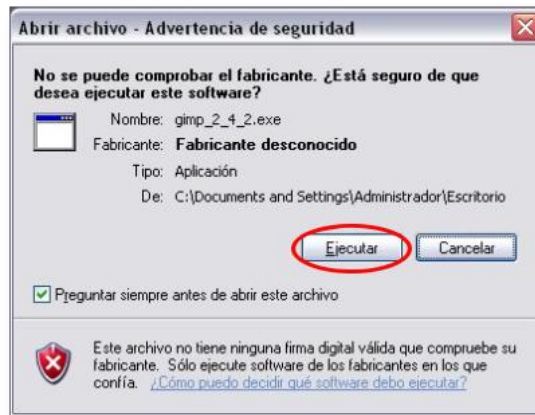 Abrir archivo - Advertencia de seguridad
No se puede comprobar el fabricante. ¿Está seguro de que
desea ejecutar este software?
Nombre: gimp_2_4_2.exe
Fabricante: Fabricante desconocido
Tipo: Aplicación
De: C:\Documents and Settings\Administrador\Escritorio
Ejecutar Cancelar
Preguntar siempre antes de abrir este archivo
Este archivo no tiene ninguna firma digital válida que compruebe su
fabricante. Sólo ejecute software de los fabricantes en los que
confía. ¿Cómo puedo decidir qué software debo ejecutar?